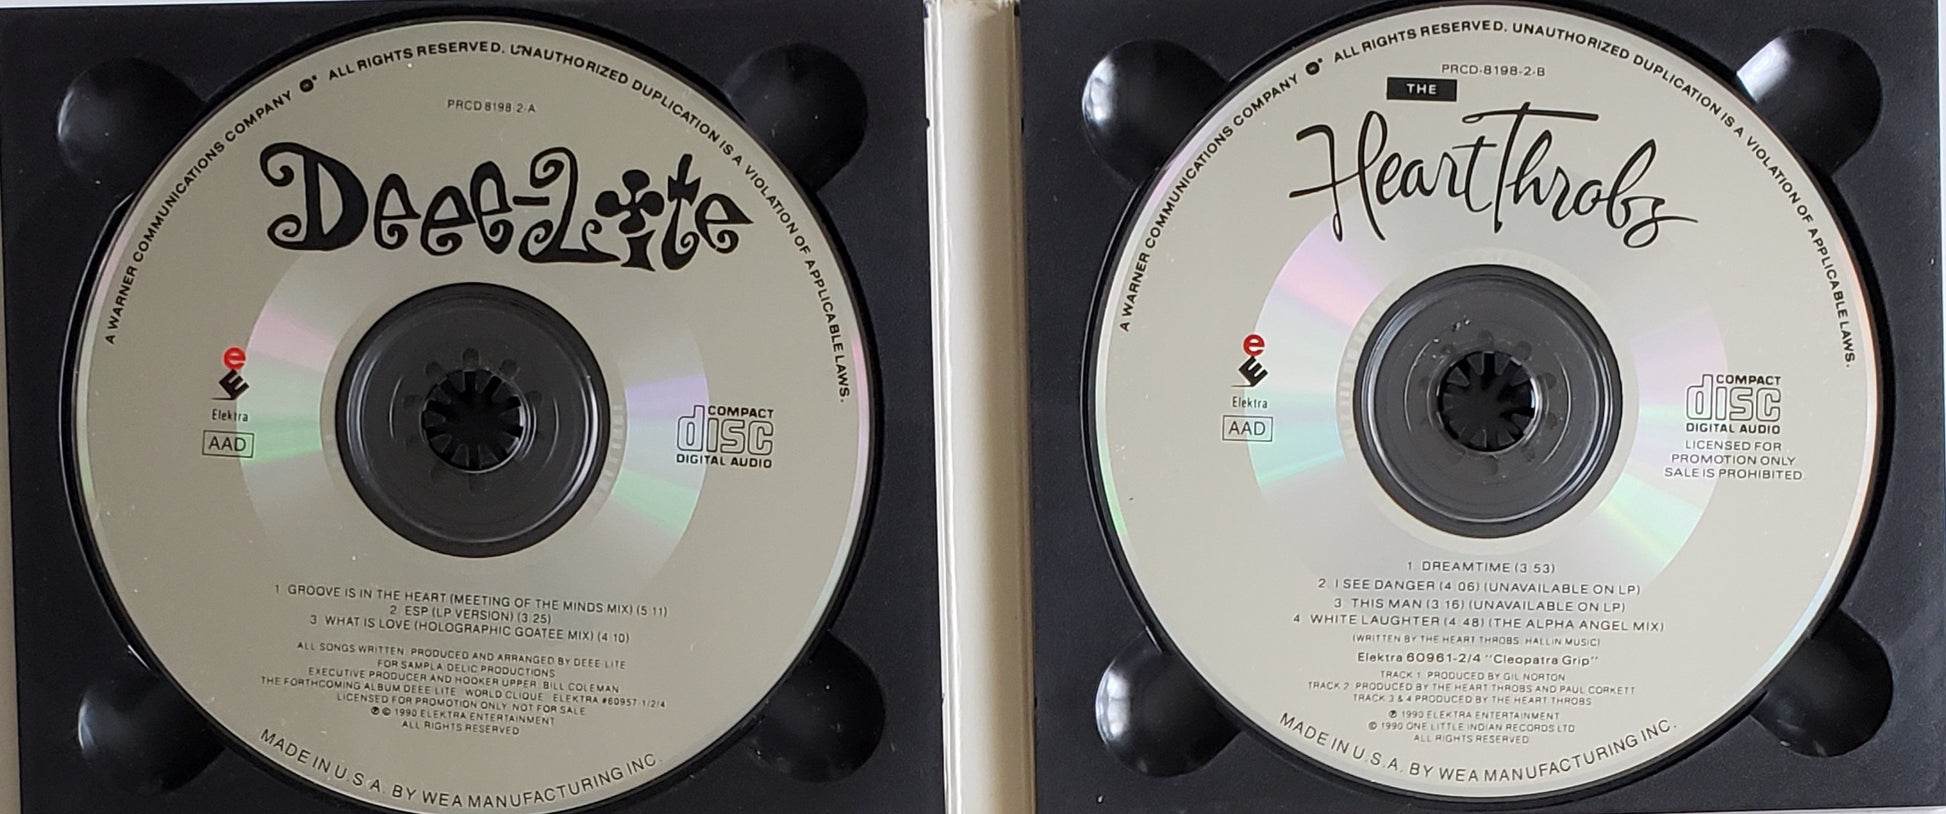 A WARNER COMMUNICATIONS COMPANY ALL RIGHTS RESERVED. UNAUTHORIZED DUPLICATION IS A VIOLATION OF APPLICABLE LAWS.
PRCD 8198-2-A
Deee-Lite
e
E
Elektra
AAD
COMPACT
disc
DIGITAL AUDIO
1 GROOVE IS IN THE HEART (MEETING OF THE MINDS MIX) (5 11)
2 ESP (LP VERSION) (3 25)
3 WHAT IS LOVE (HOLOGRAPHIC GOATEE MIX) (4 10)
ALL SONGS WRITTEN PRODUCED AND ARRANGED BY DEEE LITE
FOR SAMPLA DELIC PRODUCTIONS
EXECUTIVE PRODUCER AND HOOKER UPPER BILL COLEMAN
THE FORTHCOMING ALBUM DEEE LITE WORLD CLIQUE ELEKTRA #60957 1/2/4
LICENSED FOR PROMOTION ONLY NOT FOR SALE
℗ © 1990 ELEKTRA ENTERTAINMENT
ALL RIGHTS RESERVED
MADE IN U.S.A. BY WEA MANUFACTURING INC.
A WARNER COMMUNICATIONS COMPANY ALL RIGHTS RESERVED. UNAUTHORIZED DUPLICATION IS A VIOLATION OF APPLICABLE LAWS.
PRCD-8198-2-B
THE
Heart Throbs
e
E
Elektra
AAD
COMPACT
disc
DIGITAL AUDIO
LICENSED FOR
PROMOTION ONLY
SALE IS PROHIBITED.
1 DREAMTIME (3 53)
2. I SEE DANGER (4 06) (UNAVAILABLE ON LP)
3. THIS MAN (3 16) (UNAVAILABLE ON LP)
4 WHITE LAUGHTER (4 48) (THE ALPHA ANGEL MIX)
(WRITTEN BY THE HEART THROBS HALLIN MUSIC)
Elektra 60961-2/4 "Cleopatra Grip"
TRACK 1 PRODUCED BY GIL NORTON
TRACK 2 PRODUCED BY THE HEART THROBS AND PAUL CORKETT
TRACK 3 & 4 PRODUCED BY THE HEART THROBS
℗ 1990 ELEKTRA ENTERTAINMENT
© 1990 ONE LITTLE INDIAN RECORDS LTD
ALL RIGHTS RESERVED
MADE IN U.S.A. BY WEA MANUFACTURING INC.